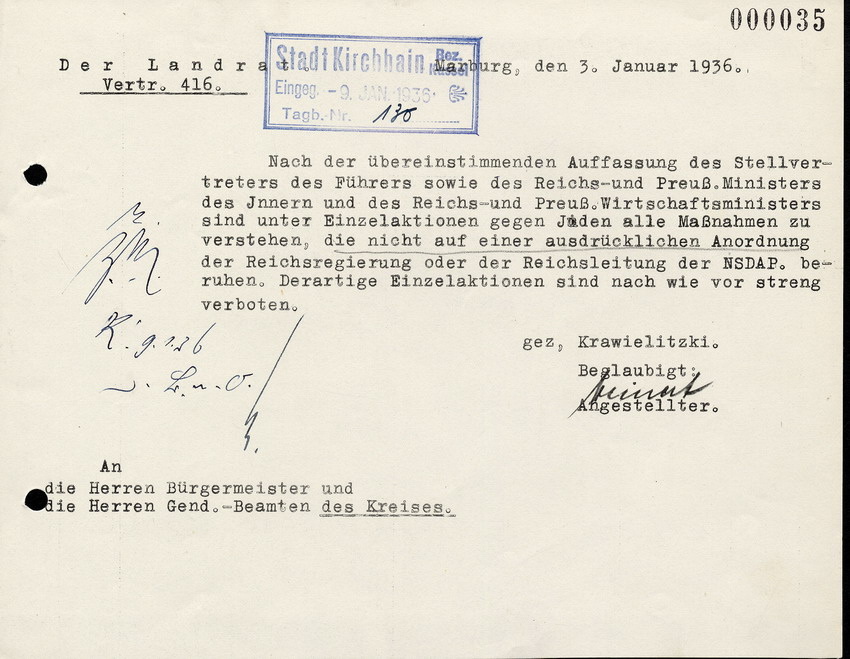 000035
Der Landrat.
Vertr. 416.
Stadt Kirchhain Bez. Kassel
Eingeg. -9. JAN. 1936
Tagb.-Nr. 130
Marburg, den 3. Januar 1936.
Nach der übereinstimmenden Auffassung des Stellver-
treters des Führers sowie des Reichs-und Preuß.Ministers
des Jnnern und des Reichs-und Preuß.Wirtschaftsministers
sind unter Einzelaktionen gegen Juden alle Maßnahmen zu
verstehen, die nicht auf einer ausdrücklichen Anordnung
der Reichsregierung oder der Reichsleitung der NSDAP. be-
ruhen. Derartige Einzelaktionen sind nach wie vor streng
verboten.
K. 9.1.36
gez, Krawielitzki.
Beglaubigt:
Angestellter.
An
die Herren Bürgermeister und
die Herren Gend.-Beamten des Kreises.